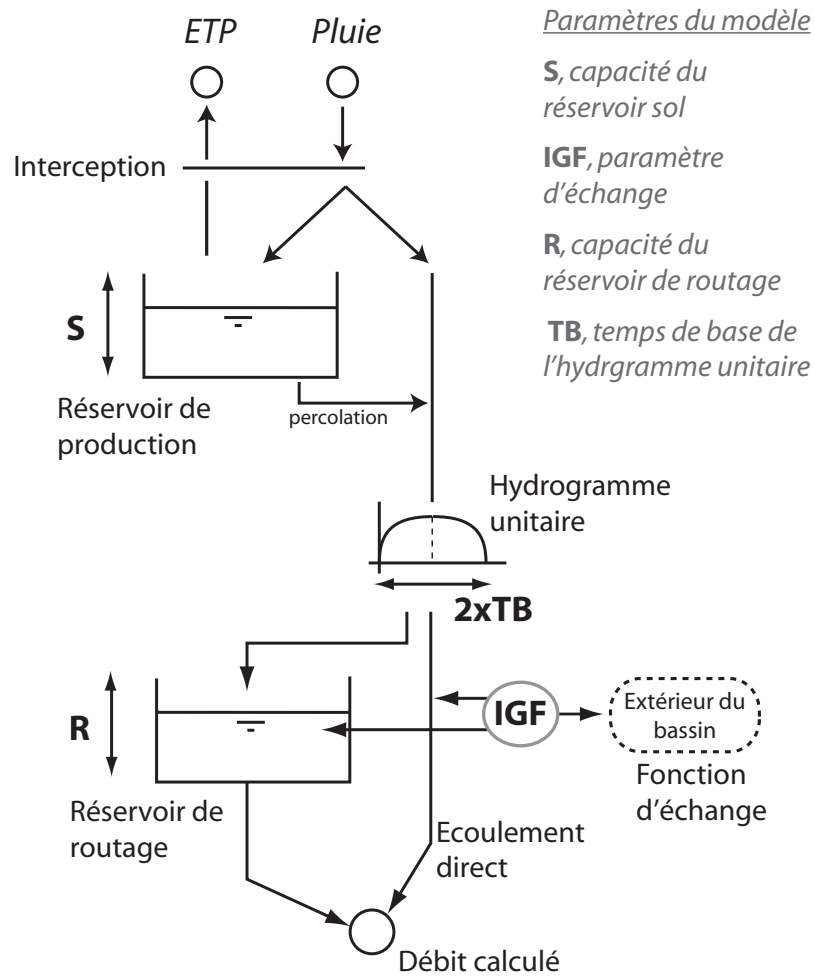 ETP
Pluie
Interception
S
Réservoir de
production
percolation
Hydrogramme
unitaire
2xTB
R
IGF
Extérieur du
bassin
Fonction
d'échange
Réservoir de
routage
Ecoulement
direct
Débit calculé
Paramètres du modèle
S, capacité du
réservoir sol
IGF, paramètre
d'échange
R, capacité du
réservoir de routage
TB, temps de base de
l'hydrgramme unitaire